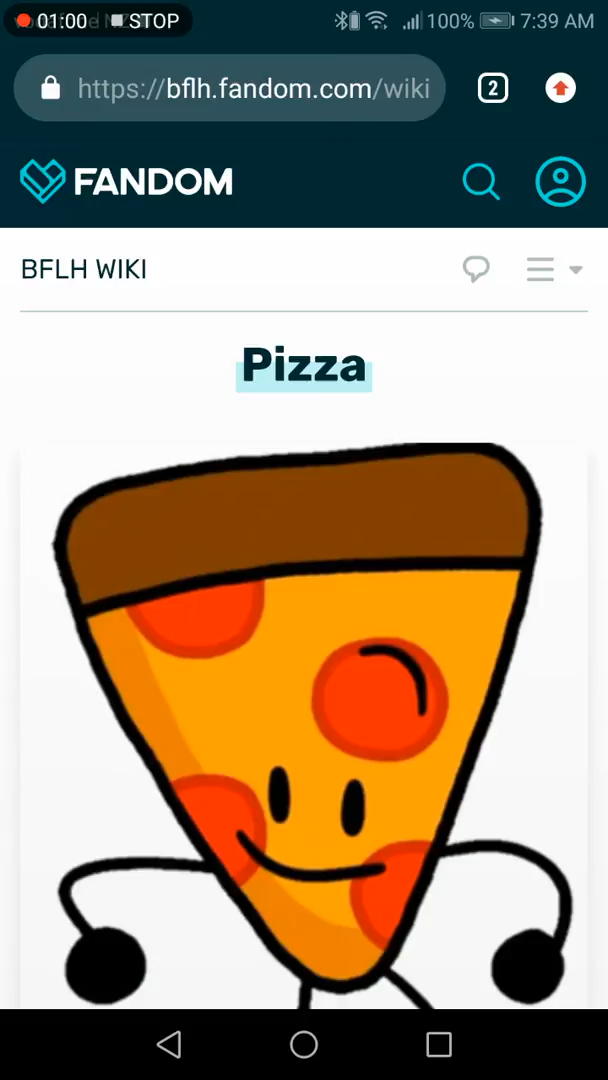 01:00 STOP 100% 7:39 AM
https://bflh.fandom.com/wiki 2
FANDOM
BFLH WIKI
Pizza